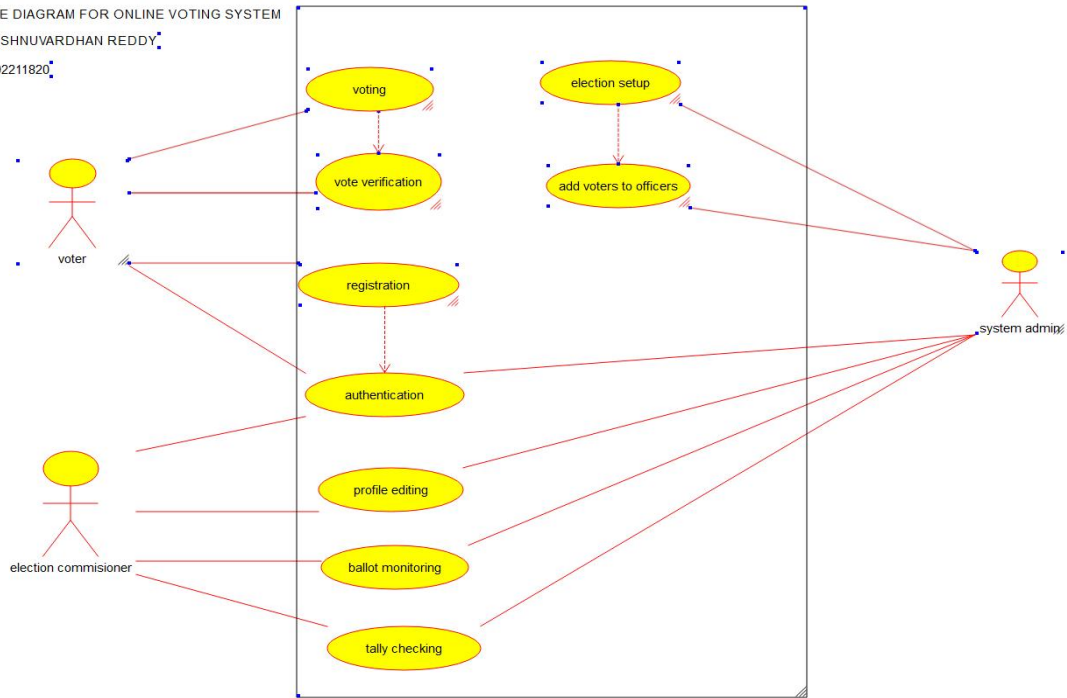 E DIAGRAM FOR ONLINE VOTING SYSTEM
SHNUVARDHAN REDDY
02211820
voting
election setup
vote verification
add voters to officers
voter
registration
system admin
authentication
profile editing
election commisioner
ballot monitoring
tally checking